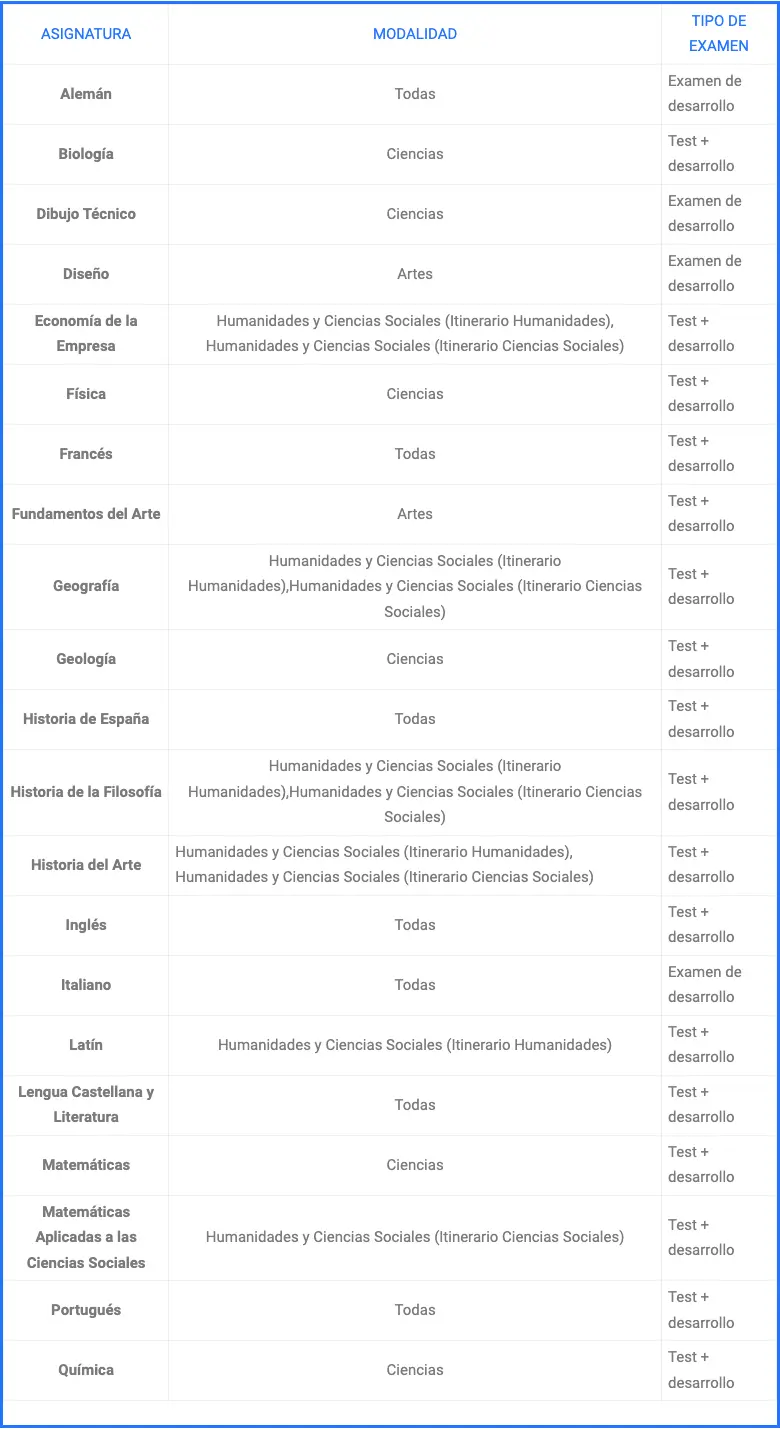 ASIGNATURA
MODALIDAD
TIPO DE
EXAMEN
Alemán
Todas
Examen de
desarrollo
Biología
Ciencias
Test +
desarrollo
Dibujo Técnico
Ciencias
Examen de
desarrollo
Diseño
Artes
Examen de
desarrollo
Economía de la
Empresa
Humanidades y Ciencias Sociales (Itinerario Humanidades),
Humanidades y Ciencias Sociales (Itinerario Ciencias Sociales)
Test +
desarrollo
Física
Ciencias
Test +
desarrollo
Francés
Todas
Test +
desarrollo
Fundamentos del Arte
Artes
Test +
desarrollo
Geografía
Humanidades y Ciencias Sociales (Itinerario
Humanidades),Humanidades y Ciencias Sociales (Itinerario Ciencias
Sociales)
Test +
desarrollo
Geología
Ciencias
Test +
desarrollo
Historia de España
Todas
Test +
desarrollo
Historia de la Filosofía
Humanidades y Ciencias Sociales (Itinerario
Humanidades),Humanidades y Ciencias Sociales (Itinerario Ciencias
Sociales)
Test +
desarrollo
Historia del Arte
Humanidades y Ciencias Sociales (Itinerario Humanidades),
Humanidades y Ciencias Sociales (Itinerario Ciencias Sociales)
Test +
desarrollo
Inglés
Todas
Test +
desarrollo
Italiano
Todas
Examen de
desarrollo
Latín
Humanidades y Ciencias Sociales (Itinerario Humanidades)
Test +
desarrollo
Lengua Castellana y
Literatura
Todas
Test +
desarrollo
Matemáticas
Ciencias
Test +
desarrollo
Matemáticas
Aplicadas a las
Ciencias Sociales
Humanidades y Ciencias Sociales (Itinerario Ciencias Sociales)
Test +
desarrollo
Portugués
Todas
Test +
desarrollo
Química
Ciencias
Test +
desarrollo